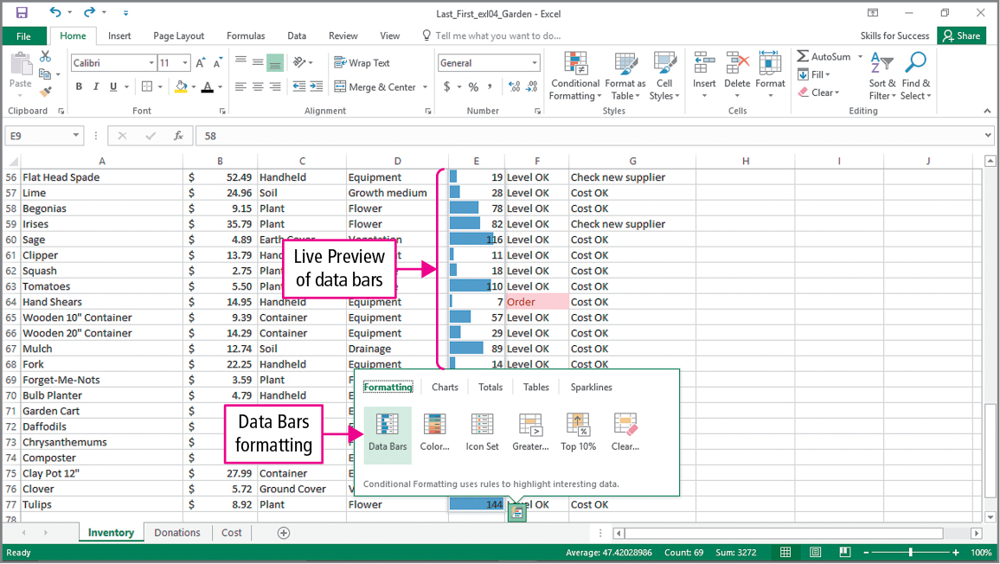 Last_First_exl04_Garden - Excel
File Home Insert Page Layout Formulas Data Review View Tell me what you want to do... Skills for Success Share
Calibri 11 Wrap Text General AutoSum
Paste B I U A Merge & Center $ % , Conditional Formatting Format as Table Cell Styles Insert Delete Format Fill Clear Sort & Filter Find & Select
Clipboard Font Alignment Number Styles Cells Editing
E9 fx 58
A B C D E F G H I J
56 Flat Head Spade $ 52.49 Handheld Equipment 19 Level OK Check new supplier
57 Lime $ 24.96 Soil Growth medium 28 Level OK Cost OK
58 Begonias $ 9.15 Plant Flower 78 Level OK Cost OK
59 Irises $ 35.79 Plant Flower 82 Level OK Check new supplier
60 Sage $ 4.89 Earth Cover Vegetation 116 Level OK Cost OK
61 Clipper $ 13.79 11 Level OK Cost OK
62 Squash $ 2.75 18 Level OK Cost OK
63 Tomatoes $ 5.50 110 Level OK Cost OK
64 Hand Shears $ 14.95 Handheld Equipment 7 Order Cost OK
65 Wooden 10" Container $ 9.39 Container Equipment 57 Level OK Cost OK
66 Wooden 20" Container $ 14.29 Container Equipment 29 Level OK Cost OK
67 Mulch $ 12.74 Soil Drainage 89 Level OK Cost OK
68 Fork $ 22.25 Handheld Equipment 14 Level OK Cost OK
69 Forget-Me-Nots $ 3.59 Plant
70 Bulb Planter $ 4.79 Handheld
71 Garden Cart $
72 Daffodils $
73 Chrysanthemums $
74 Composter $
75 Clay Pot 12" $ 27.99 Container
76 Clover $ 5.72 Ground Cover
77 Tulips $ 8.92 Plant Flower 144 Level OK Cost OK
78
Live Preview
of data bars
Data Bars
formatting
Formatting Charts Totals Tables Sparklines
Data Bars Color... Icon Set Greater... Top 10% Clear...
Conditional Formatting uses rules to highlight interesting data.
Inventory Donations Cost
Ready Average: 47.42028986 Count: 69 Sum: 3272 100%